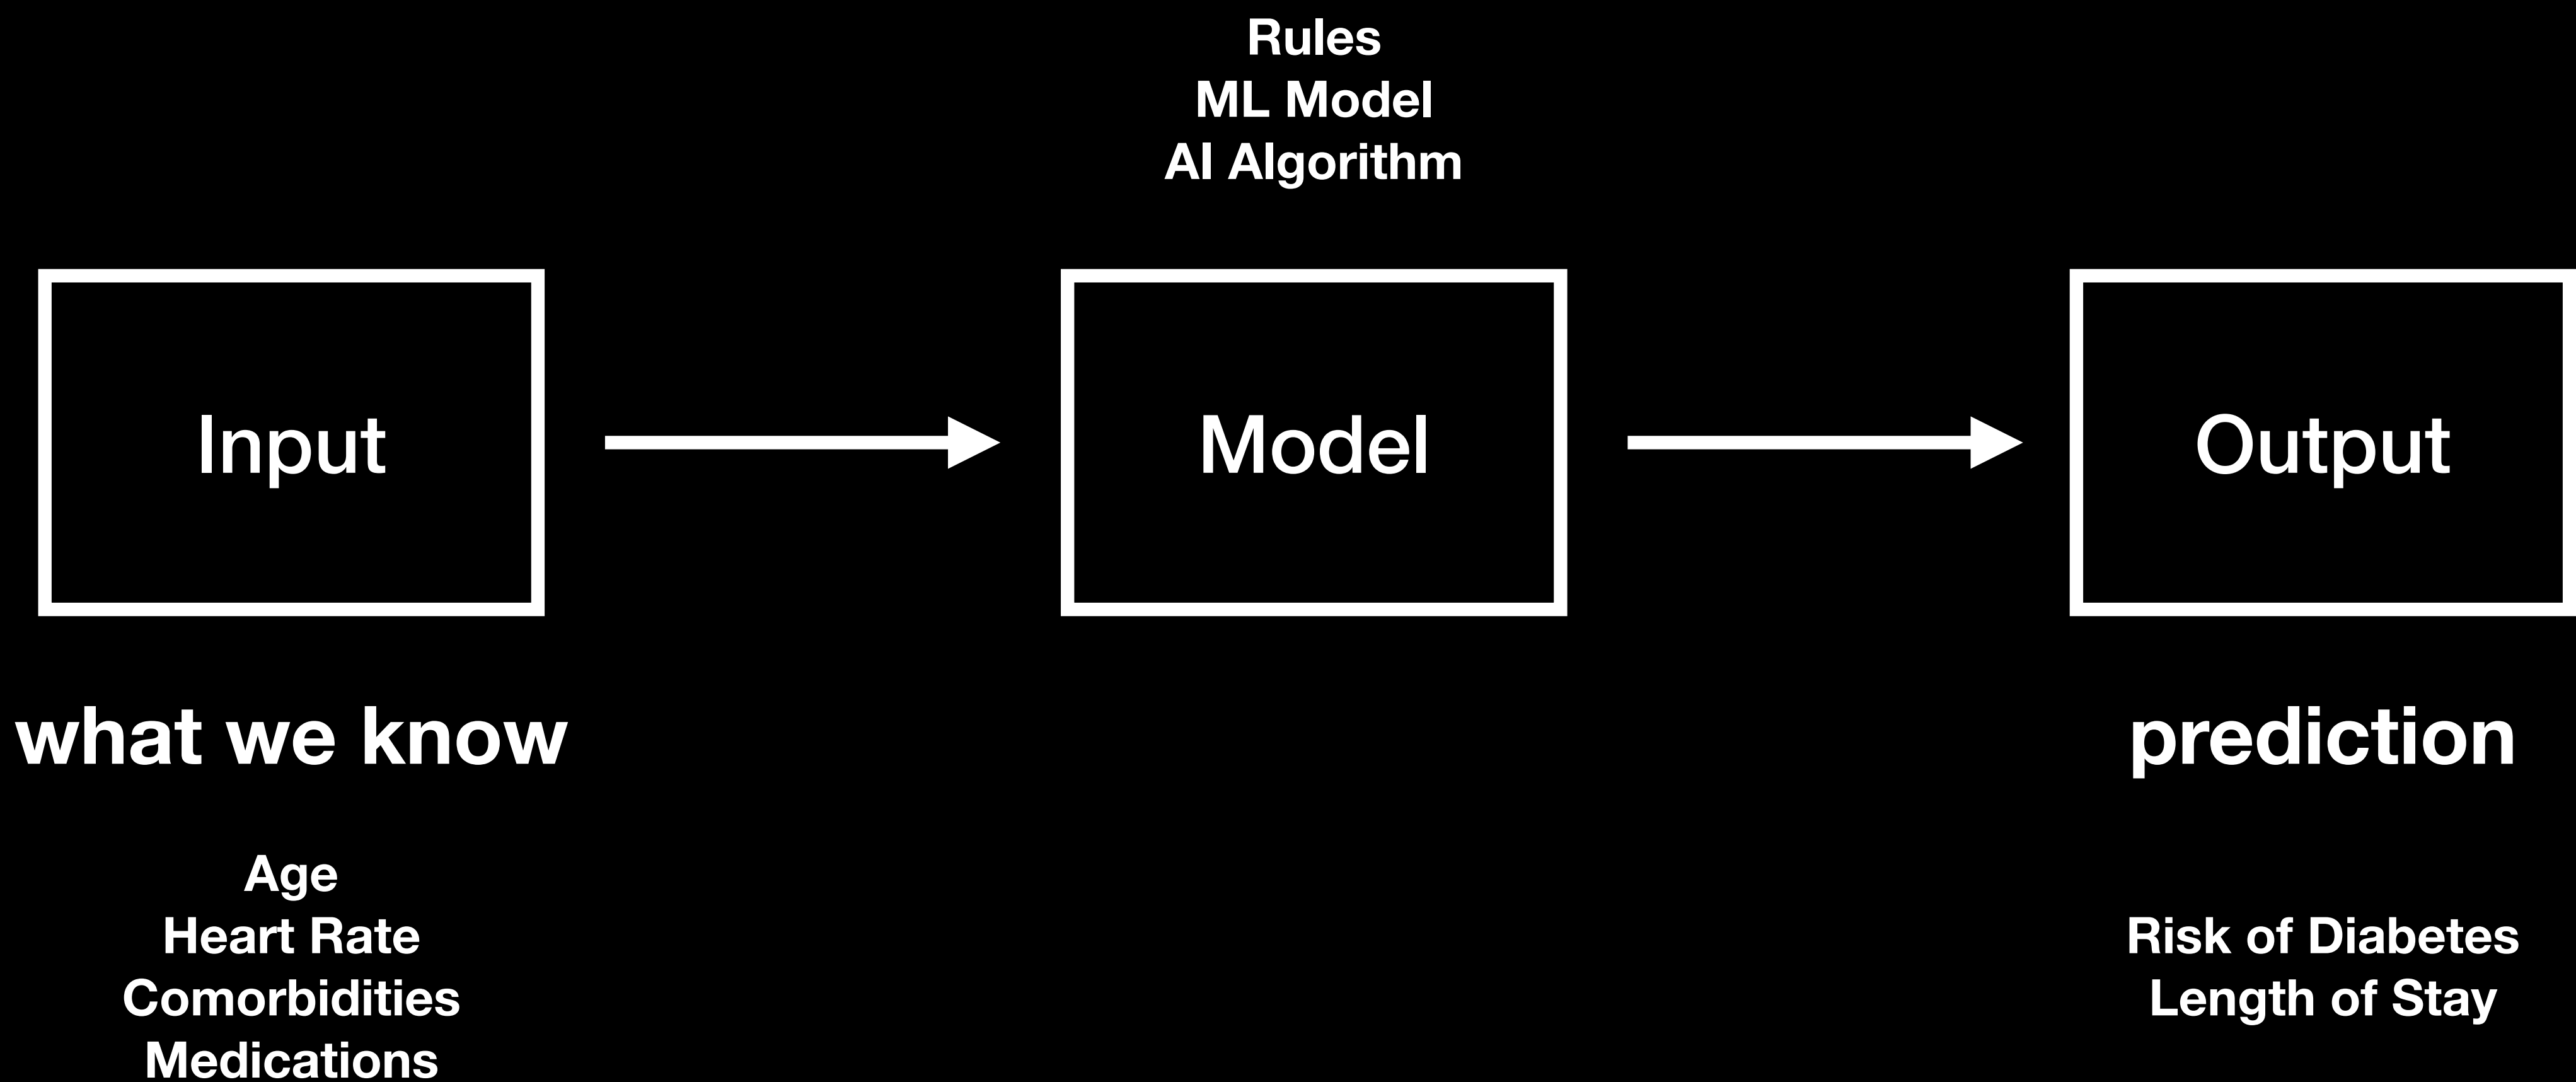 Rules
ML Model
AI Algorithm
Input
Model
Output
what we know
prediction
Age
Heart Rate
Comorbidities
Medications
Risk of Diabetes
Length of Stay